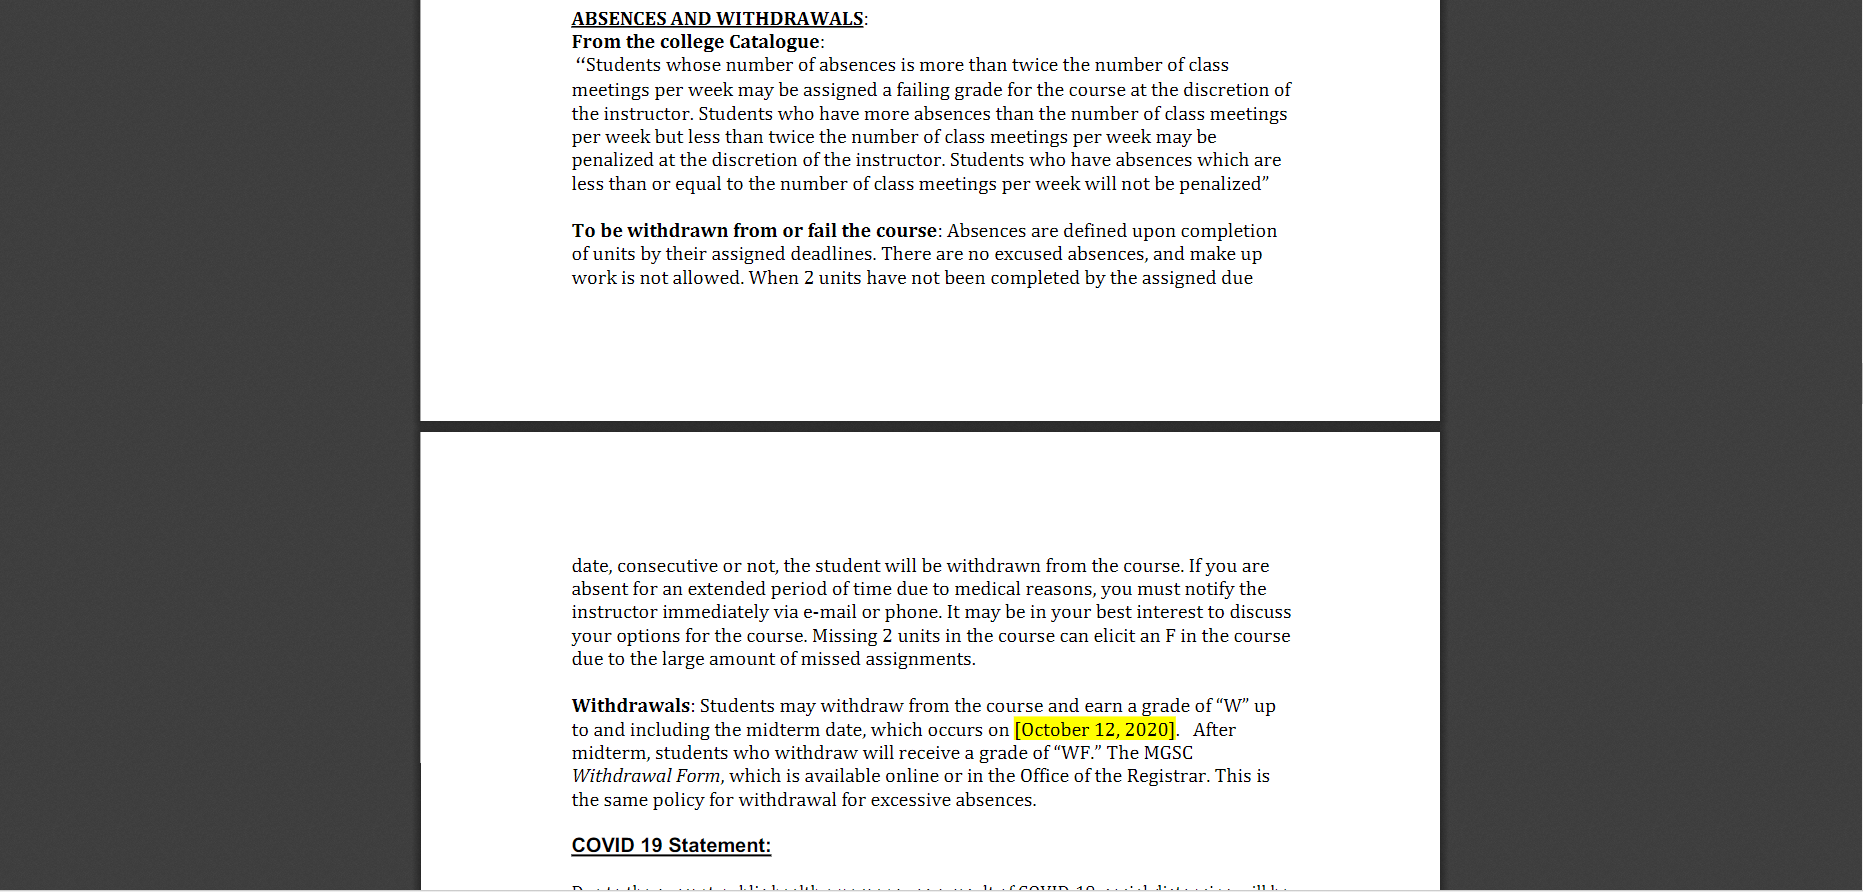 ABSENCES AND WITHDRAWALS:
From the college Catalogue:
“Students whose number of absences is more than twice the number of class
meetings per week may be assigned a failing grade for the course at the discretion of
the instructor. Students who have more absences than the number of class meetings
per week but less than twice the number of class meetings per week may be
penalized at the discretion of the instructor. Students who have absences which are
less than or equal to the number of class meetings per week will not be penalized”
To be withdrawn from or fail the course: Absences are defined upon completion
of units by their assigned deadlines. There are no excused absences, and make up
work is not allowed. When 2 units have not been completed by the assigned due
date, consecutive or not, the student will be withdrawn from the course. If you are
absent for an extended period of time due to medical reasons, you must notify the
instructor immediately via e-mail or phone. It may be in your best interest to discuss
your options for the course. Missing 2 units in the course can elicit an F in the course
due to the large amount of missed assignments.
Withdrawals: Students may withdraw from the course and earn a grade of “W” up
to and including the midterm date, which occurs on [October 12, 2020].   After
midterm, students who withdraw will receive a grade of “WF.” The MGSC
Withdrawal Form, which is available online or in the Office of the Registrar. This is
the same policy for withdrawal for excessive absences.
COVID 19 Statement: